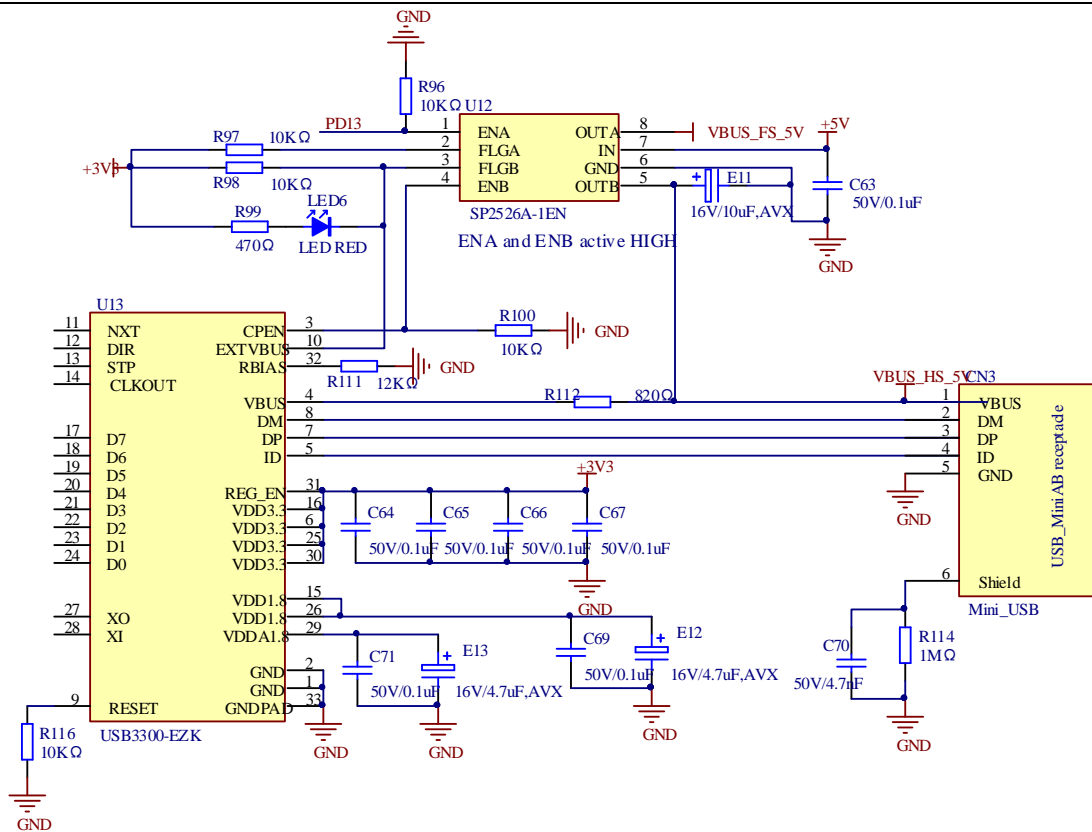 GND
R96
10KΩ
U12
PD13
1
ENA
OUTA
8
VBUS_FS_5V
+5V
R97
10KΩ
2
FLGA
IN
7
+3V3
3
FLGB
GND
6
R98
10KΩ
4
ENB
OUTB
5
E11
C63
50V/0.1uF
LED6
R99
SP2526A-1EN
16V/10uF,AVX
470Ω
LED RED
ENA and ENB active HIGH
GND
U13
11
NXT
CPEN
3
R100
GND
12
DIR
EXTVBUS
10
10KΩ
13
STP
RBIAS
32
GND
14
CLKOUT
R111
12KΩ
VBUS_HS_5V
CN3
VBUS
4
R112
820Ω
1
VBUS
DM
8
2
DM
17
D7
DP
7
3
DP
18
D6
ID
5
4
ID
19
D5
5
GND
+3V3
20
D4
REG_EN
31
21
D3
VDD3.3
16
C64
C65
C66
C67
GND
22
D2
VDD3.3
6
23
D1
VDD3.3
25
50V/0.1uF
50V/0.1uF
50V/0.1uF
50V/0.1uF
24
D0
VDD3.3
30
USB_Mini AB receptacle
6
Shield
GND
Mini_USB
VDD1.8
15
27
XO
VDD1.8
26
28
XI
VDDA1.8
29
C71
E13
C69
E12
C70
R114
1MΩ
50V/0.1uF
16V/4.7uF,AVX
50V/0.1uF
16V/4.7uF,AVX
50V/4.7nF
GND
2
GND
1
9
RESET
GNDPAD
33
R116
10KΩ
USB3300-EZK
GND
GND
GND
GND
GND